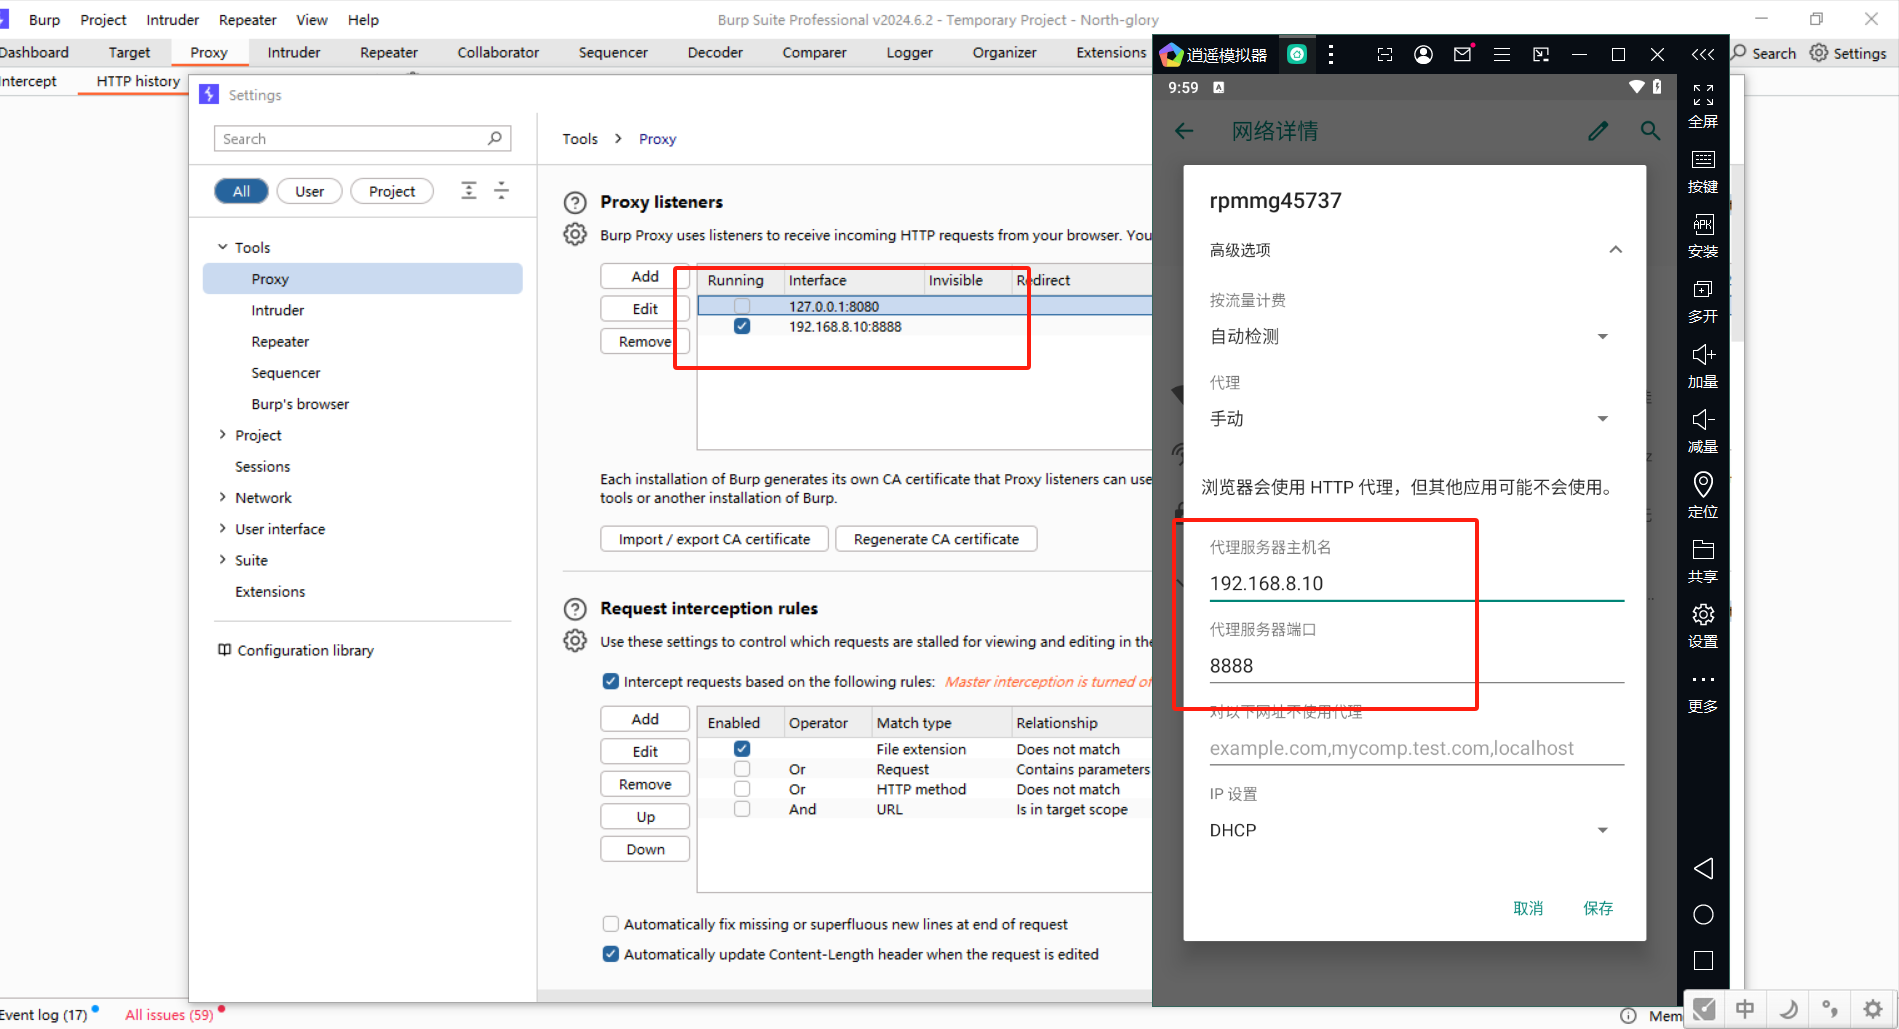 Burp Project Intruder Repeater View Help
Burp Suite Professional v2024.6.2 - Temporary Project - North-glory
Dashboard Target Proxy Intruder Repeater Collaborator Sequencer Decoder Comparer Logger Organizer Extensions
Search Settings
Intercept HTTP history
Settings
Search
All User Project
Tools
Proxy
Intruder
Repeater
Sequencer
Burp's browser
Project
Sessions
Network
User interface
Suite
Extensions
Configuration library
Tools > Proxy
Proxy listeners
Burp Proxy uses listeners to receive incoming HTTP requests from your browser. You
Add
Edit
Remove
Running Interface Invisible Redirect
127.0.0.1:8080
192.168.8.10:8888
Each installation of Burp generates its own CA certificate that Proxy listeners can use
tools or another installation of Burp.
Import / export CA certificate Regenerate CA certificate
Request interception rules
Use these settings to control which requests are stalled for viewing and editing in the
Intercept requests based on the following rules: Master interception is turned of
Add
Edit
Remove
Up
Down
Enabled Operator Match type Relationship
File extension Does not match
Or Request Contains parameters
Or HTTP method Does not match
And URL Is in target scope
Automatically fix missing or superfluous new lines at end of request
Automatically update Content-Length header when the request is edited
逍遥模拟器
9:59
网络详情
rpmmg45737
高级选项
按流量计费
自动检测
代理
手动
浏览器会使用 HTTP 代理，但其他应用可能不会使用。
代理服务器主机名
192.168.8.10
代理服务器端口
8888
对以下网址不使用代理
example.com,mycomp.test.com,localhost
IP 设置
DHCP
取消 保存
全屏
按键
APK
安装
多开
加量
减量
定位
共享
设置
更多
Event log (17) All issues (59)
Mem
中